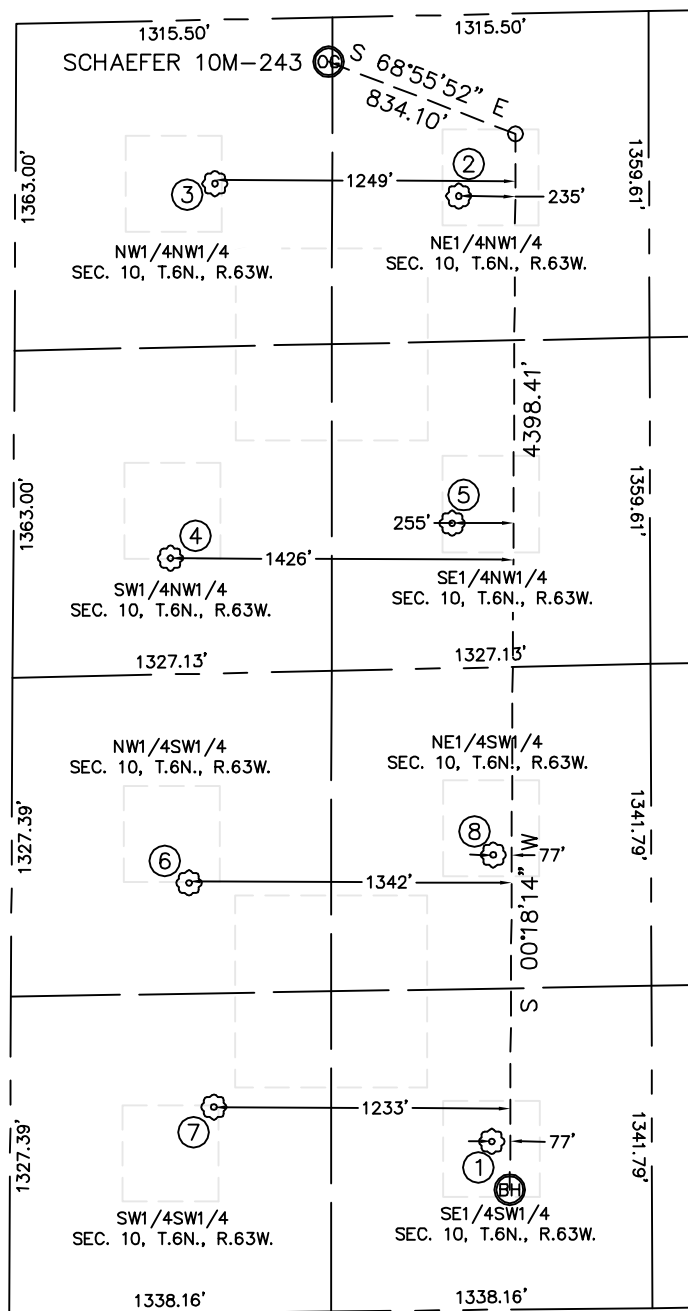 1315.50' 1315.50'
SCHAEFER 10M-243 OG
S 68°55'52" E
834.10'
1363.00'
1359.61'
3
1249'
2
235'
NW1/4NW1/4
SEC. 10, T.6N., R.63W.
NE1/4NW1/4
SEC. 10, T.6N., R.63W.
4398.41'
1363.00'
1359.61'
4
1426'
255'
5
SW1/4NW1/4
SEC. 10, T.6N., R.63W.
SE1/4NW1/4
SEC. 10, T.6N., R.63W.
1327.13' 1327.13'
NW1/4SW1/4
SEC. 10, T.6N., R.63W.
NE1/4SW1/4
SEC. 10, T.6N., R.63W.
1327.39'
1341.79'
6
1342'
8
77'
S 00°18'14" W
1327.39'
1341.79'
7
1233'
1
77'
BH
SW1/4SW1/4
SEC. 10, T.6N., R.63W.
SE1/4SW1/4
SEC. 10, T.6N., R.63W.
1338.16' 1338.16'